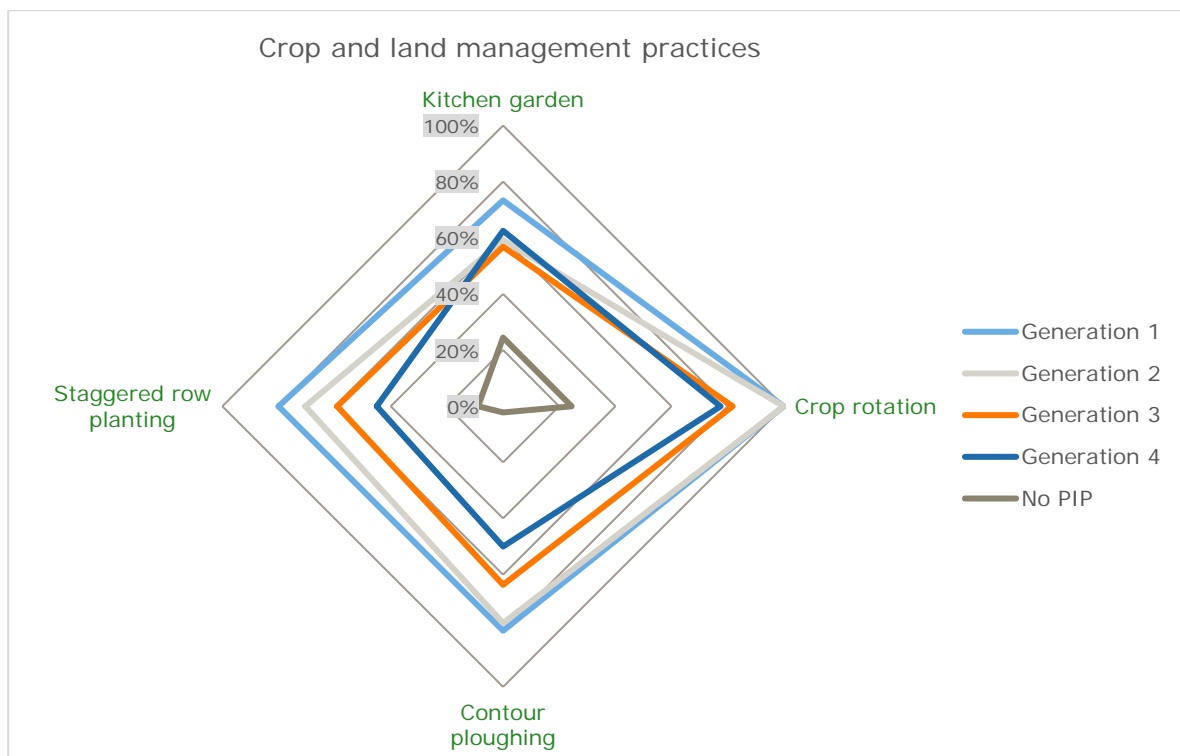 Crop and land management practices
Kitchen garden
100%
80%
60%
40%
20%
0%
Staggered row
planting
Crop rotation
Contour
ploughing
Generation 1
Generation 2
Generation 3
Generation 4
No PIP